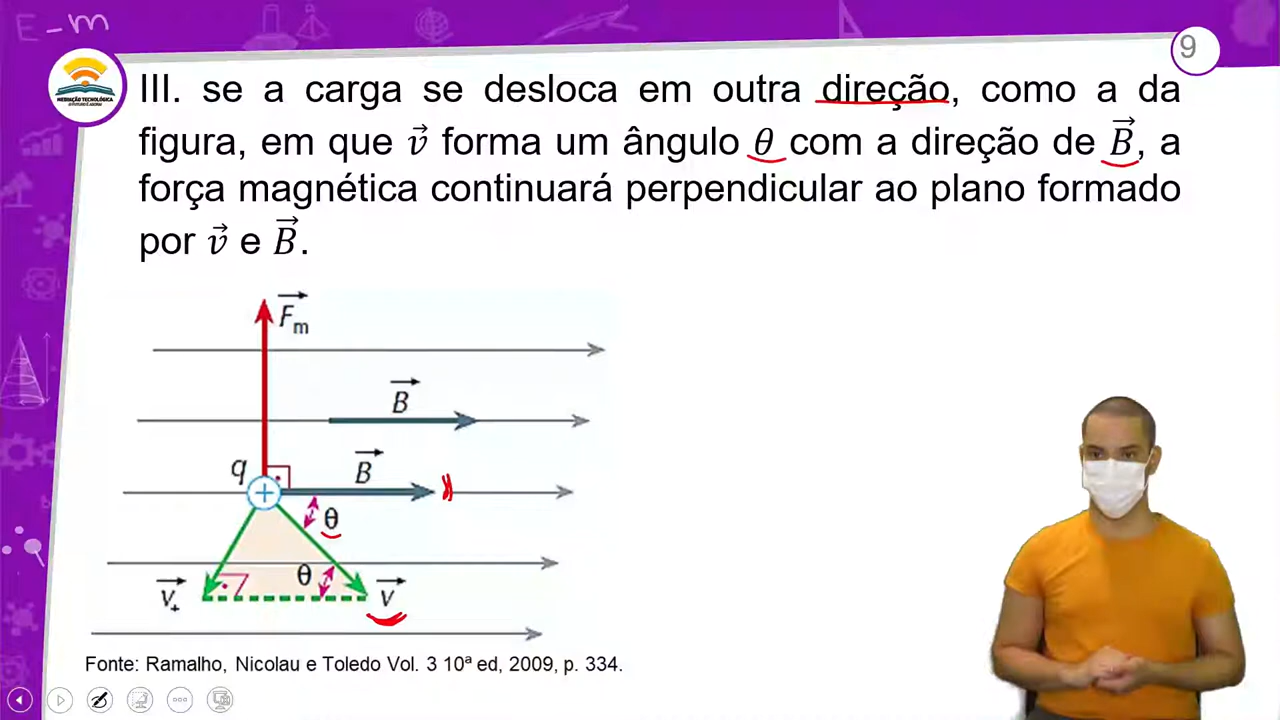 E-m
9
MEDIAÇÃO TECNOLÓGICA
III. se a carga se desloca em outra direção, como a da
figura, em que v⃗ forma um ângulo θ com a direção de B⃗, a
força magnética continuará perpendicular ao plano formado
por v⃗ e B⃗.
F⃗m
B⃗
q
B⃗
+
θ
θ
v⃗₊
v⃗
Fonte: Ramalho, Nicolau e Toledo Vol. 3 10ª ed, 2009, p. 334.